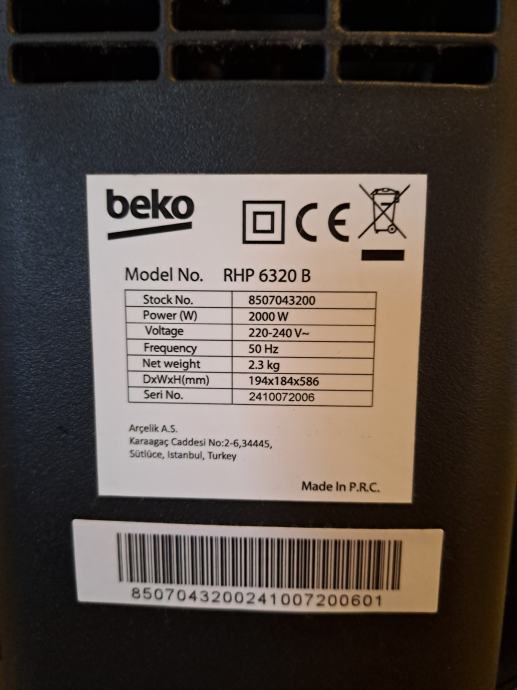 beko
CE
Model No. RHP 6320 B
Stock No. 8507043200
Power (W) 2000 W
Voltage 220-240 V~
Frequency 50 Hz
Net weight 2.3 kg
DxWxH(mm) 194x184x586
Seri No. 2410072006
Arçelik A.S.
Karaagaç Caddesi No:2-6,34445,
Sütlüce, Istanbul, Turkey
Made In P.R.C.
8507043200241007200601